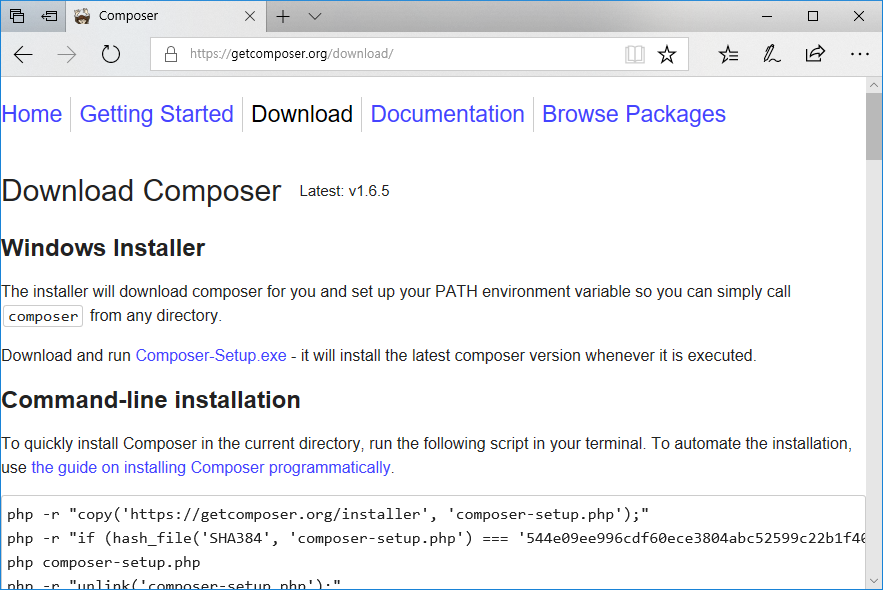 Composer
https://getcomposer.org/download/
Home Getting Started Download Documentation Browse Packages
Download Composer Latest: v1.6.5
Windows Installer
The installer will download composer for you and set up your PATH environment variable so you can simply call
composer from any directory.
Download and run Composer-Setup.exe - it will install the latest composer version whenever it is executed.
Command-line installation
To quickly install Composer in the current directory, run the following script in your terminal. To automate the installation,
use the guide on installing Composer programmatically.
php -r "copy('https://getcomposer.org/installer', 'composer-setup.php');"
php -r "if (hash_file('SHA384', 'composer-setup.php') === '544e09ee996cdf60ece3804abc52599c22b1f40
php composer-setup.php
php -r "unlink('composer-setup.php');"